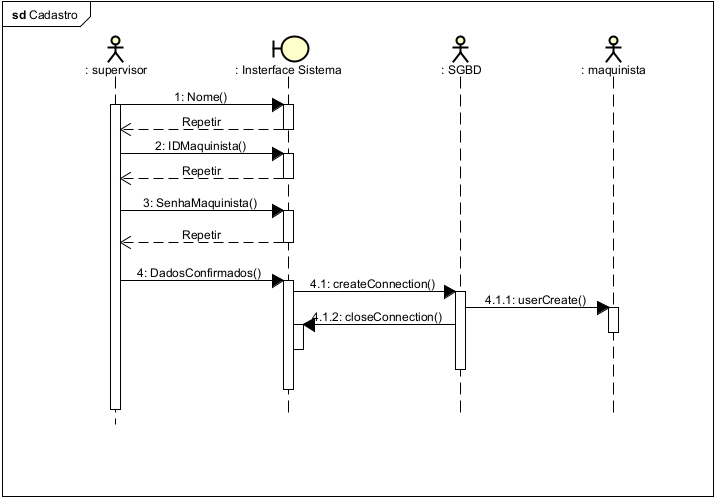 sd Cadastro
: supervisor
: Insterface Sistema
: SGBD
: maquinista
1: Nome()
Repetir
2: IDMaquinista()
Repetir
3: SenhaMaquinista()
Repetir
4: DadosConfirmados()
4.1: createConnection()
4.1.1: userCreate()
4.1.2: closeConnection()